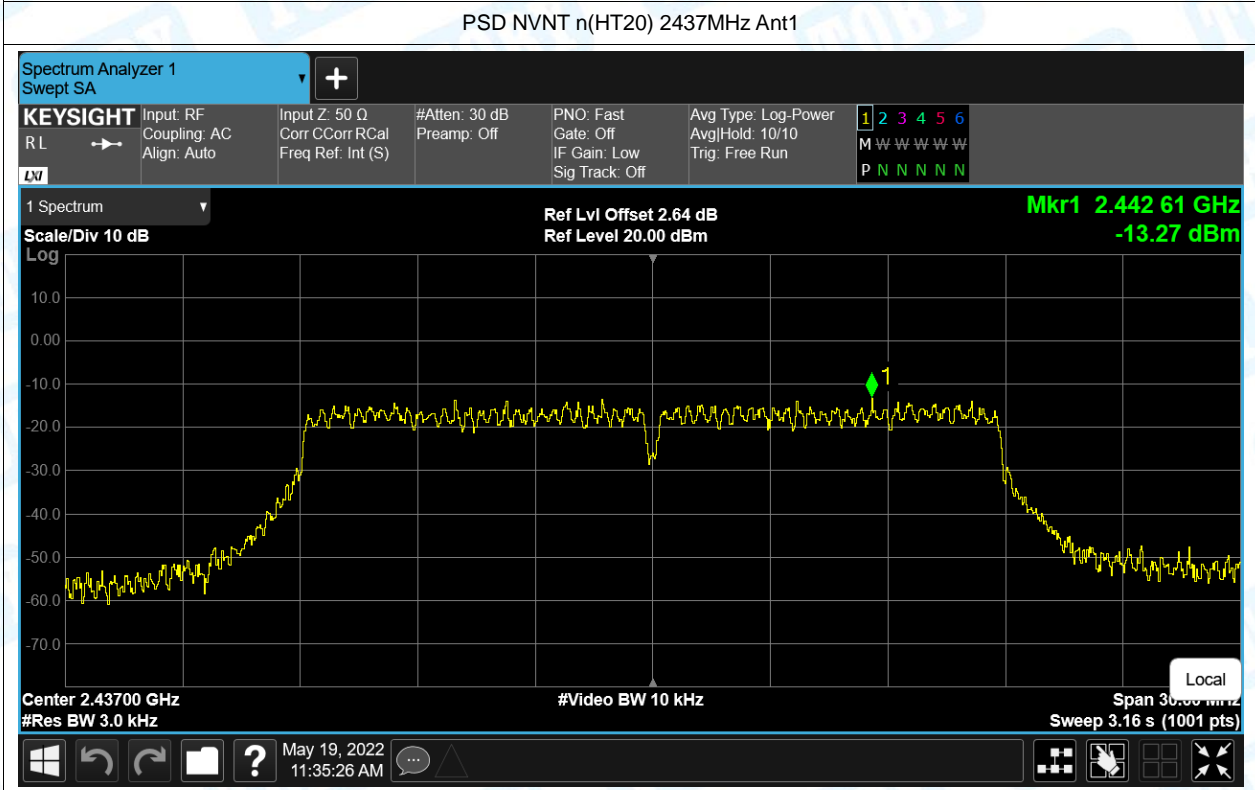 PSD NVNT n(HT20) 2437MHz Ant1
Spectrum Analyzer 1
Swept SA
KEYSIGHT
R L
LXI
Input: RF
Coupling: AC
Align: Auto
Input Z: 50 Ω
Corr CCorr RCal
Freq Ref: Int (S)
#Atten: 30 dB
Preamp: Off
PNO: Fast
Gate: Off
IF Gain: Low
Sig Track: Off
Avg Type: Log-Power
Avg|Hold: 10/10
Trig: Free Run
1 2 3 4 5 6
M W W W W W
P N N N N N
1 Spectrum
Scale/Div 10 dB
Ref Lvl Offset 2.64 dB
Ref Level 20.00 dBm
Mkr1 2.442 61 GHz
-13.27 dBm
Log
10.0
0.00
-10.0
-20.0
-30.0
-40.0
-50.0
-60.0
-70.0
1
Center 2.43700 GHz
#Res BW 3.0 kHz
#Video BW 10 kHz
Local
Span 30.00 MHz
Sweep 3.16 s (1001 pts)
?
May 19, 2022
11:35:26 AM